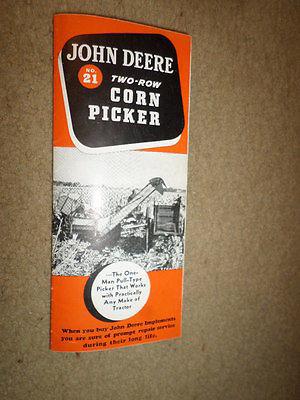 JOHN DEERE
NO.
21
TWO-ROW
CORN
PICKER
—The One-
Man Pull-Type
Picker That Works
with Practically
Any Make of
Tractor
When you buy John Deere Implements
you are sure of prompt repair service
during their long life.